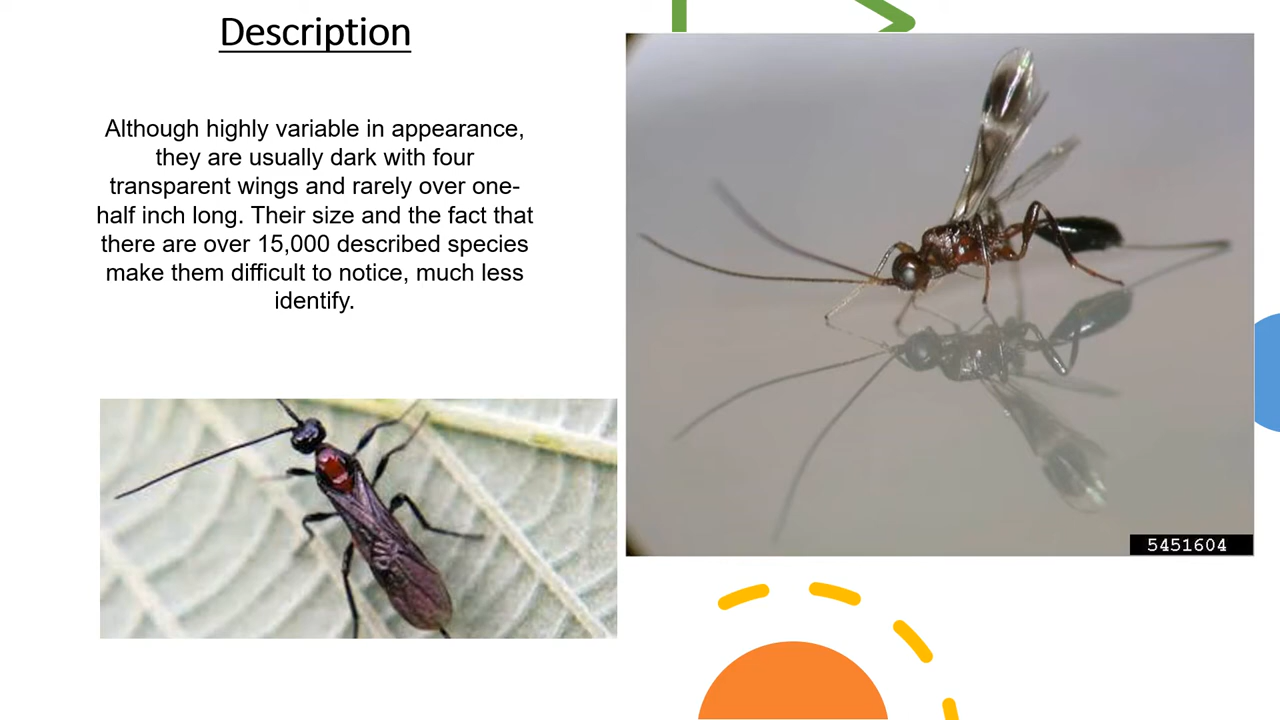 Description
Although highly variable in appearance,
they are usually dark with four
transparent wings and rarely over one-
half inch long. Their size and the fact that
there are over 15,000 described species
make them difficult to notice, much less
identify.
5451604